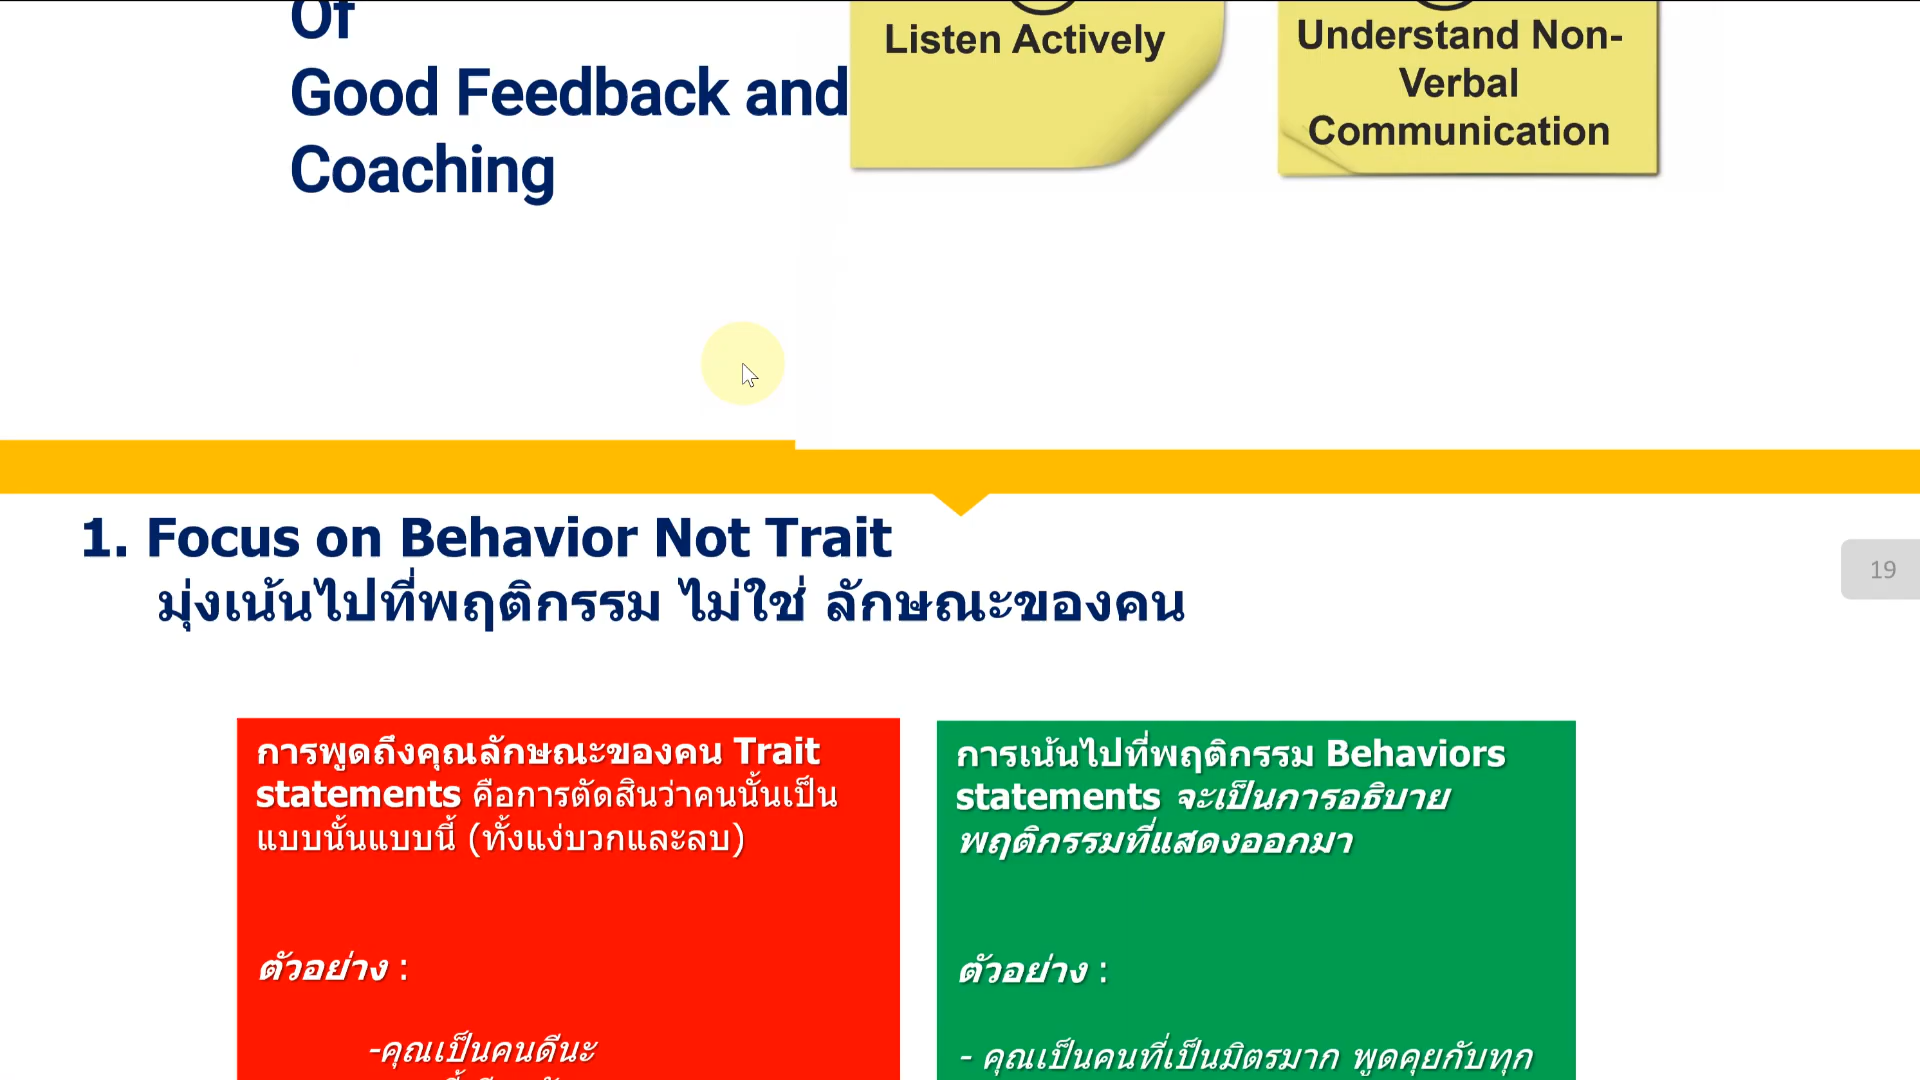 Of
Good Feedback and
Coaching
Listen Actively
Understand Non-
Verbal
Communication
1. Focus on Behavior Not Trait
มุ่งเน้นไปที่พฤติกรรม ไม่ใช่ ลักษณะของคน
19
การพูดถึงคุณลักษณะของคน Trait
statements คือการตัดสินว่าคนนั้นเป็น
แบบนั้นแบบนี้ (ทั้งแง่บวกและลบ)
ตัวอย่าง :
-คุณเป็นคนดีนะ
การเน้นไปที่พฤติกรรม Behaviors
statements จะเป็นการอธิบาย
พฤติกรรมที่แสดงออกมา
ตัวอย่าง :
- คุณเป็นคนที่เป็นมิตรมาก พูดคุยกับทุก